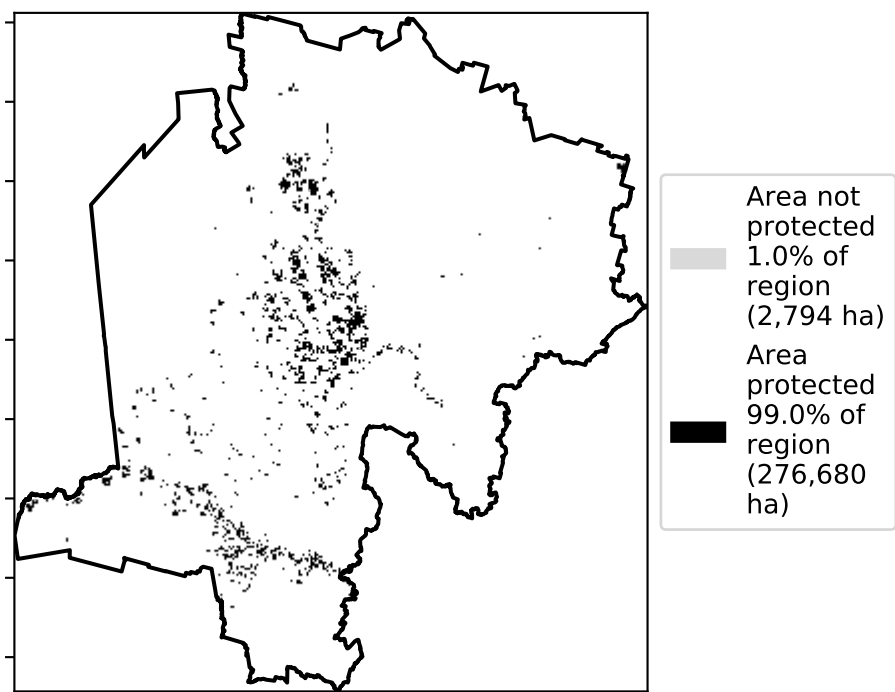 Area not
protected
1.0% of
region
(2,794 ha)
Area
protected
99.0% of
region
(276,680
ha)